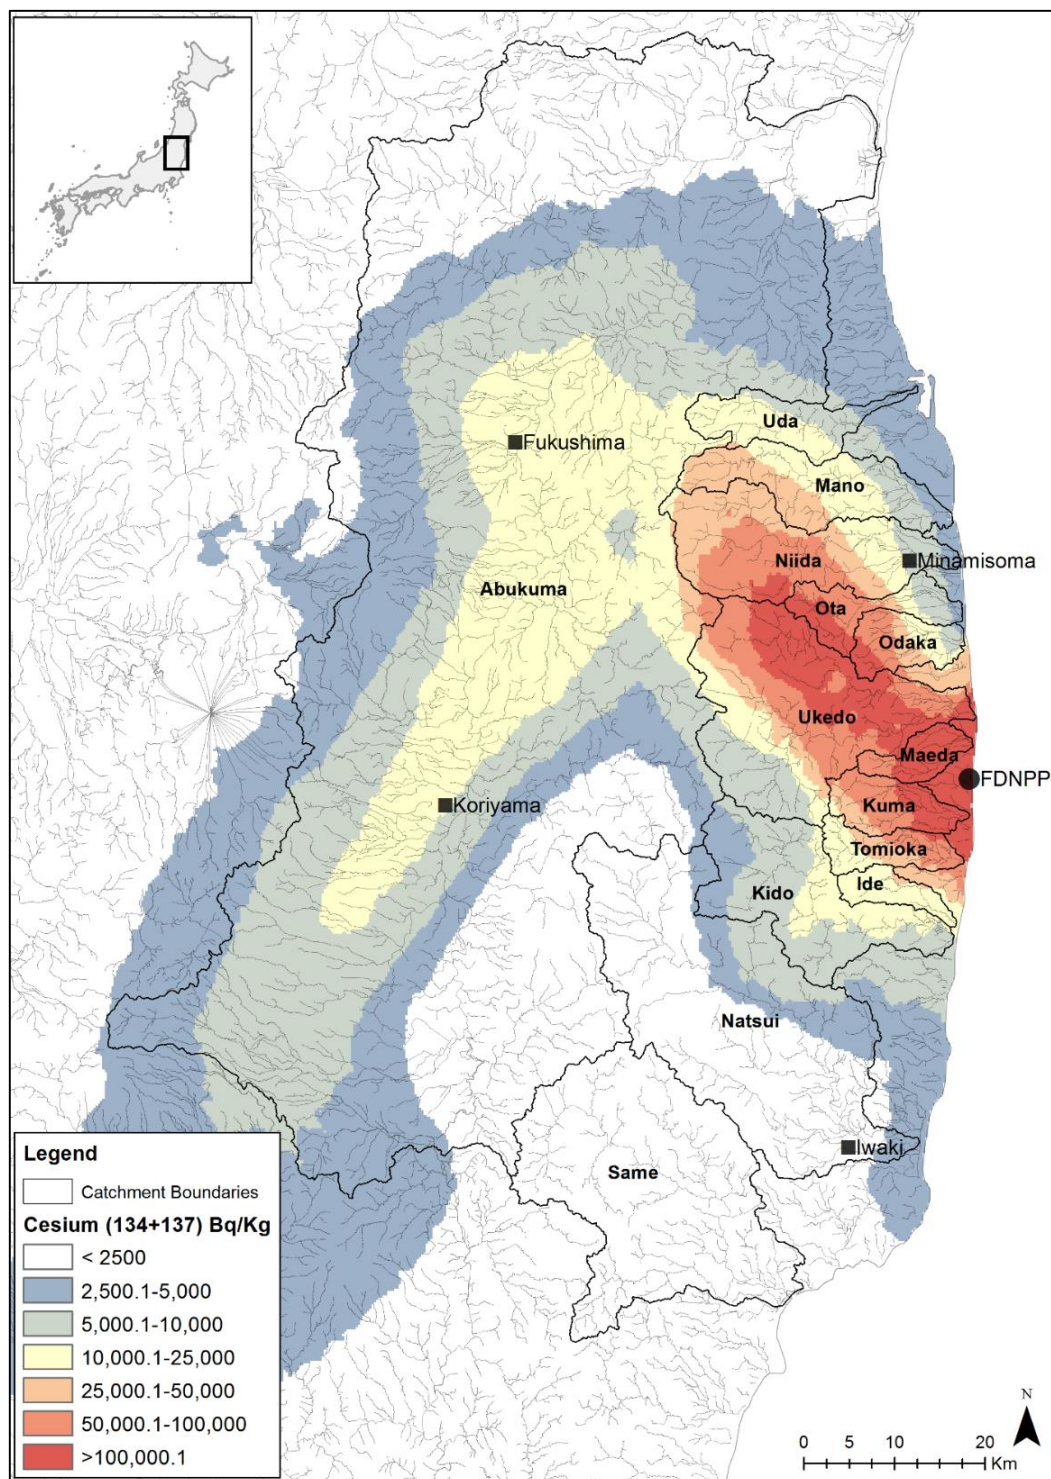 Uda
Fukushima
Mano
Niida
Minamisoma
Abukuma
Ota
Odaka
Ukedo
Maeda
FDNPP
Koriyama
Kuma
Tomioka
Ide
Kido
Natsui
Iwaki
Same
Legend
Catchment Boundaries
Cesium (134+137) Bq/Kg
< 2500
2,500.1-5,000
5,000.1-10,000
10,000.1-25,000
25,000.1-50,000
50,000.1-100,000
>100,000.1
N
0 5 10 20
Km